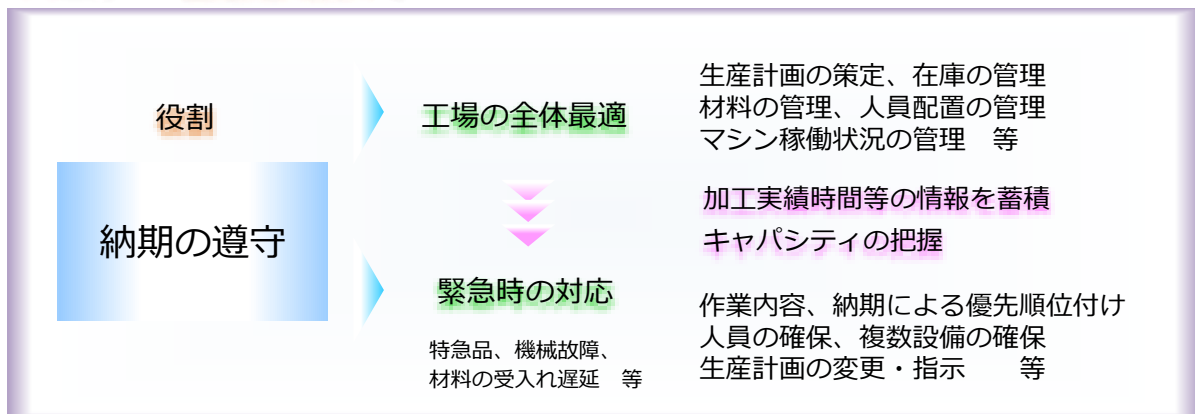 役割
納期の遵守
工場の全体最適
生産計画の策定、在庫の管理
材料の管理、人員配置の管理
マシン稼働状況の管理　等
加工実績時間等の情報を蓄積
キャパシティの把握
緊急時の対応
特急品、機械故障、
材料の受入れ遅延　等
作業内容、納期による優先順位付け
人員の確保、複数設備の確保
生産計画の変更・指示　　等